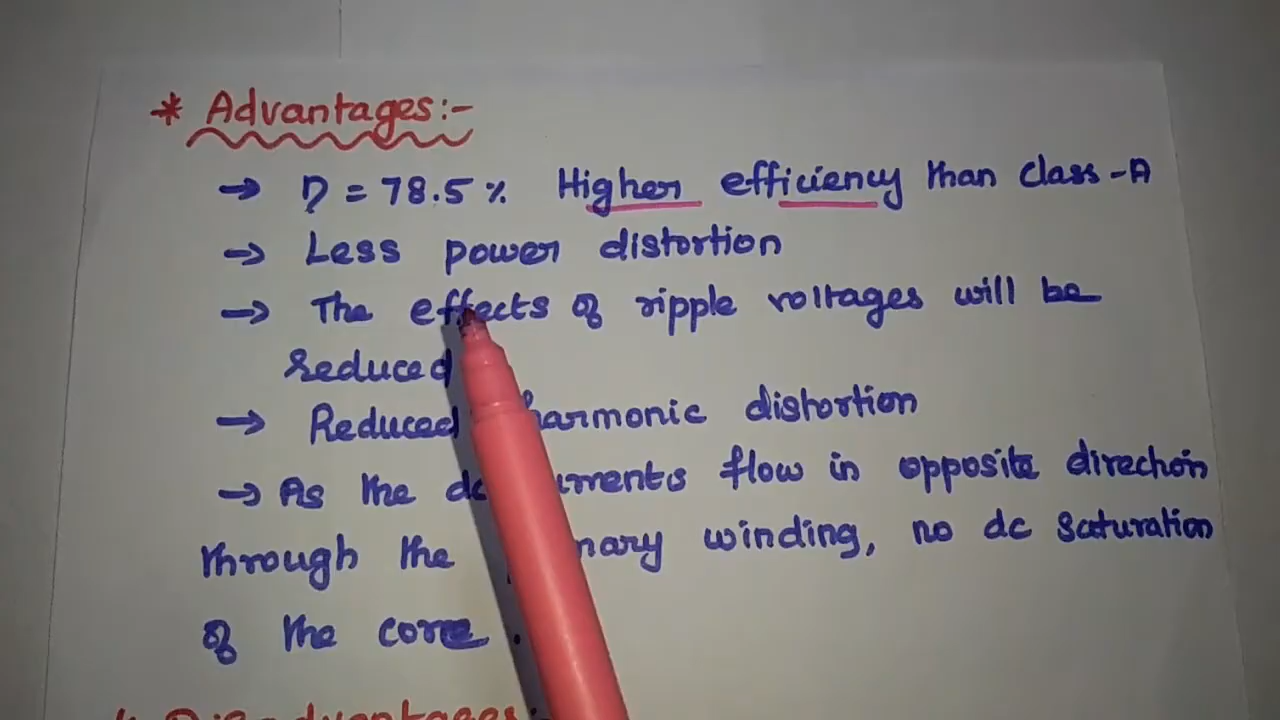 * Advantages:-
→ η = 78.5 % Higher efficiency than class-A
→ Less power distortion
→ The effects of ripple voltages will be
reduced
→ Reduced harmonic distortion
→ As the dc currents flow in opposite direction
through the primary winding, no dc saturation
of the core .
* Disadvantages: